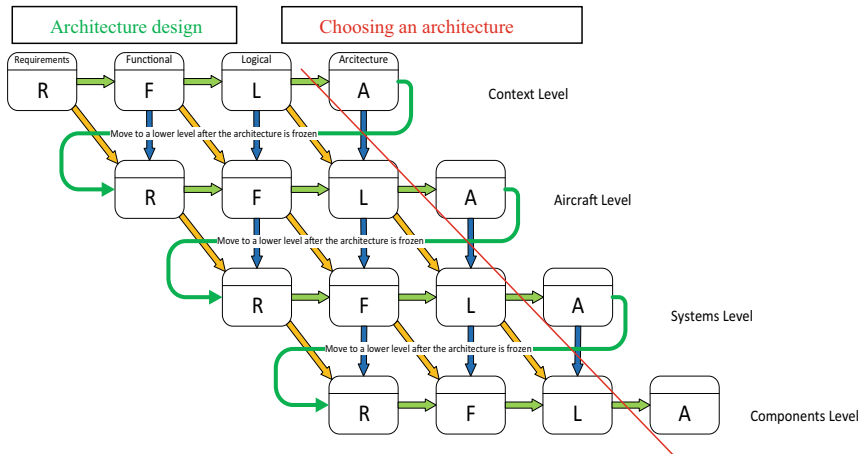 Architecture design
Choosing an architecture
Requirements
Functional
Logical
Arcitecture
R
F
L
A
Context Level
Move to a lower level after the architecture is frozen
R
F
L
A
Aircraft Level
Move to a lower level after the architecture is frozen
R
F
L
A
Systems Level
Move to a lower level after the architecture is frozen
R
F
L
A
Components Level